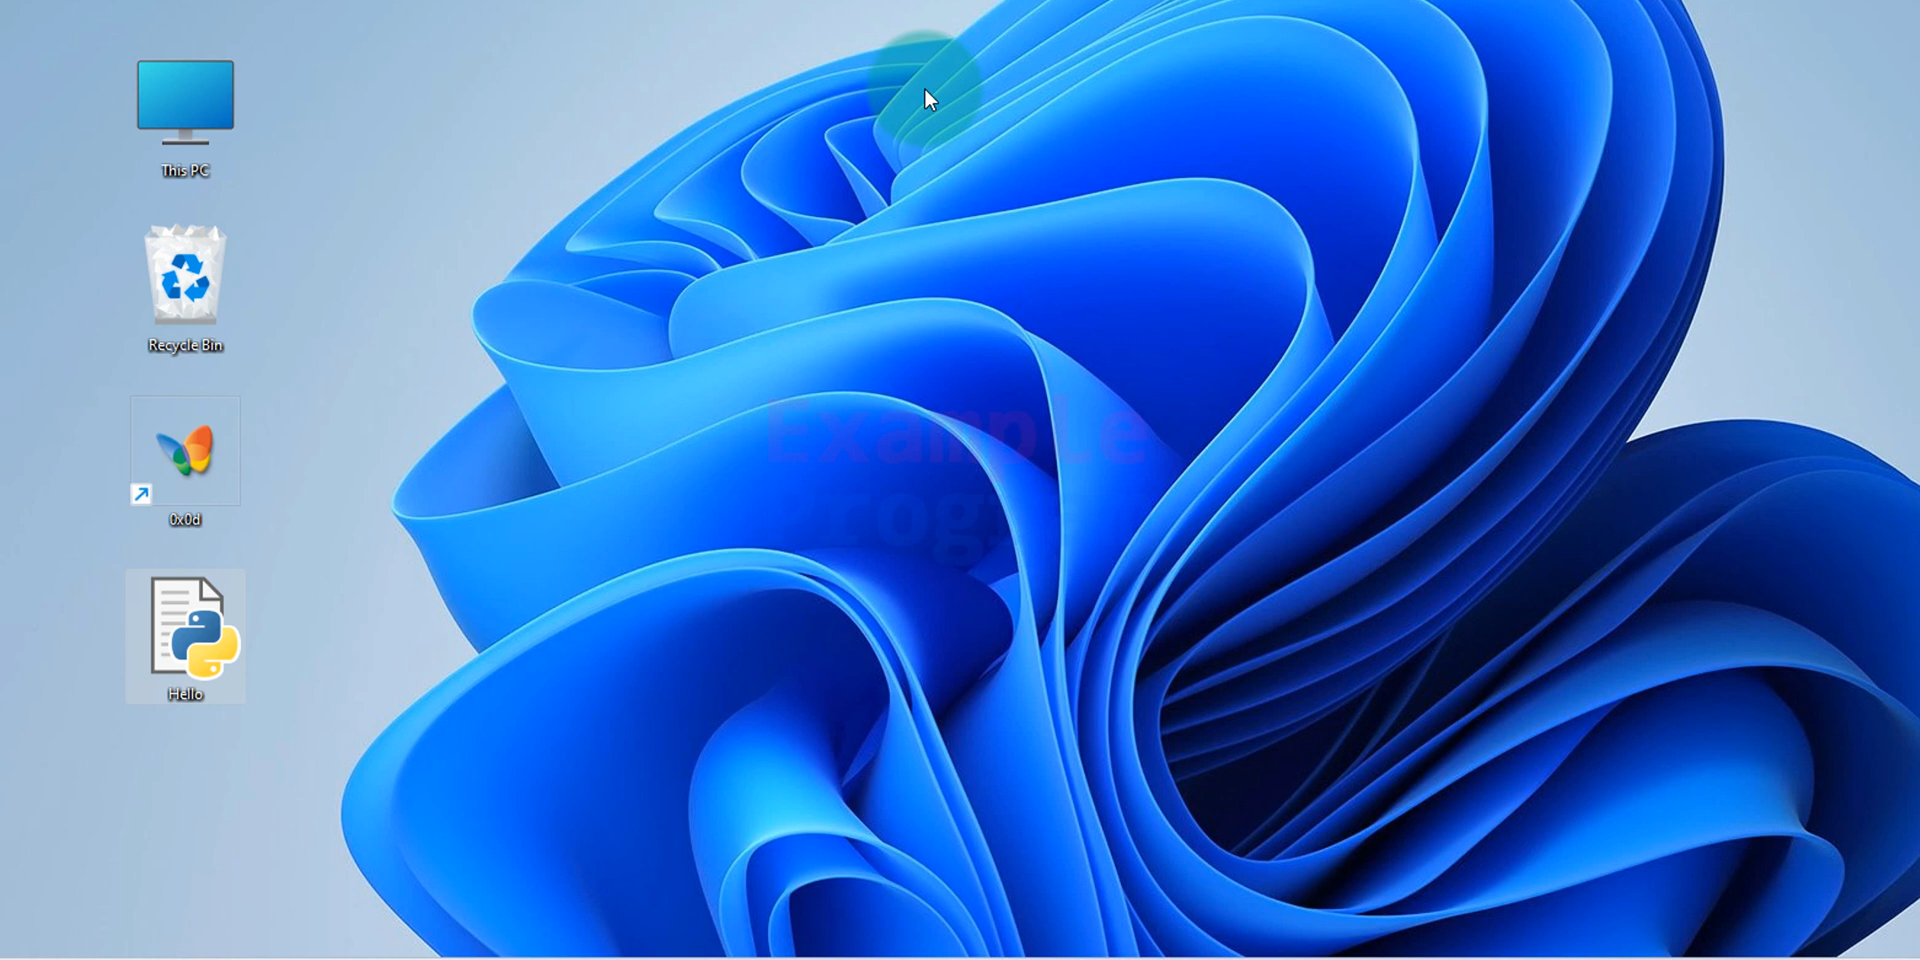 This PC
Recycle Bin
0x0d
Hello
Example